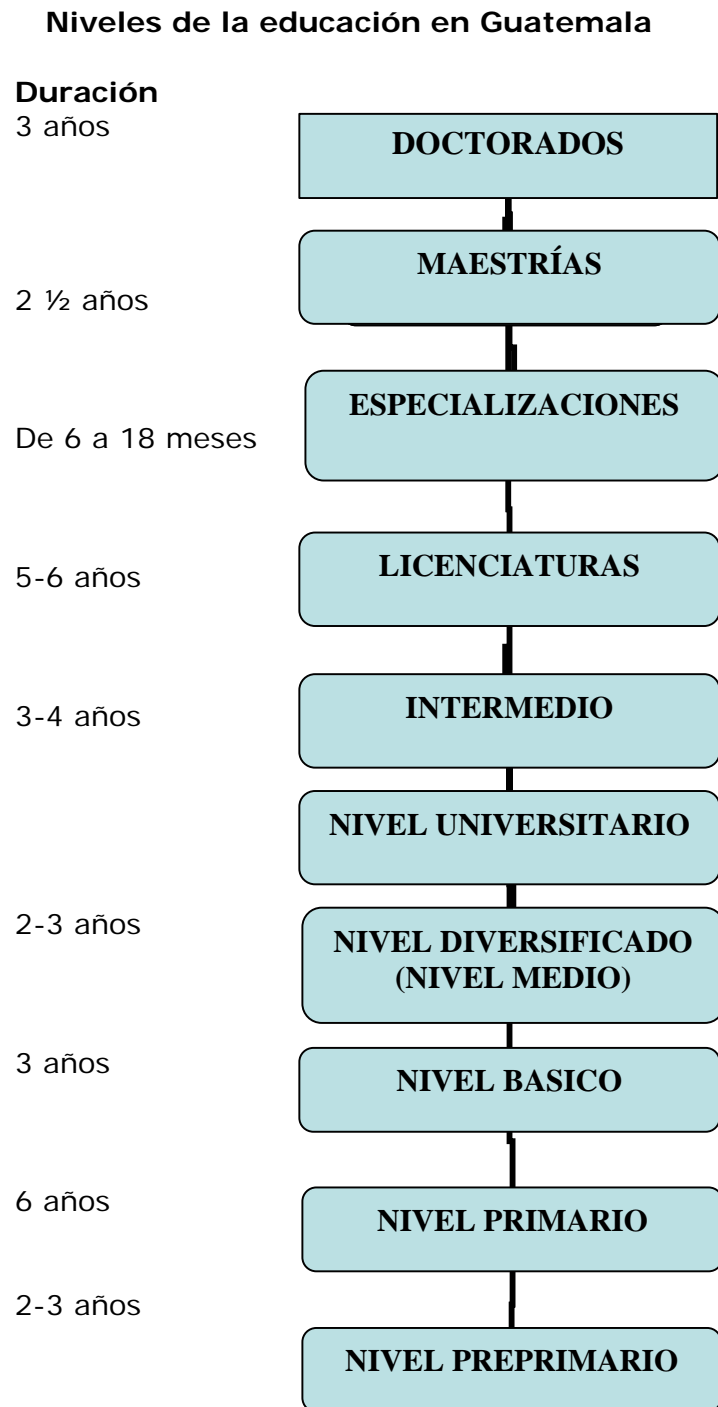 Niveles de la educación en Guatemala
Duración
3 años
DOCTORADOS
MAESTRÍAS
2 ½ años
ESPECIALIZACIONES
De 6 a 18 meses
LICENCIATURAS
5-6 años
INTERMEDIO
3-4 años
NIVEL UNIVERSITARIO
2-3 años
NIVEL DIVERSIFICADO
(NIVEL MEDIO)
3 años
NIVEL BASICO
6 años
NIVEL PRIMARIO
2-3 años
NIVEL PREPRIMARIO